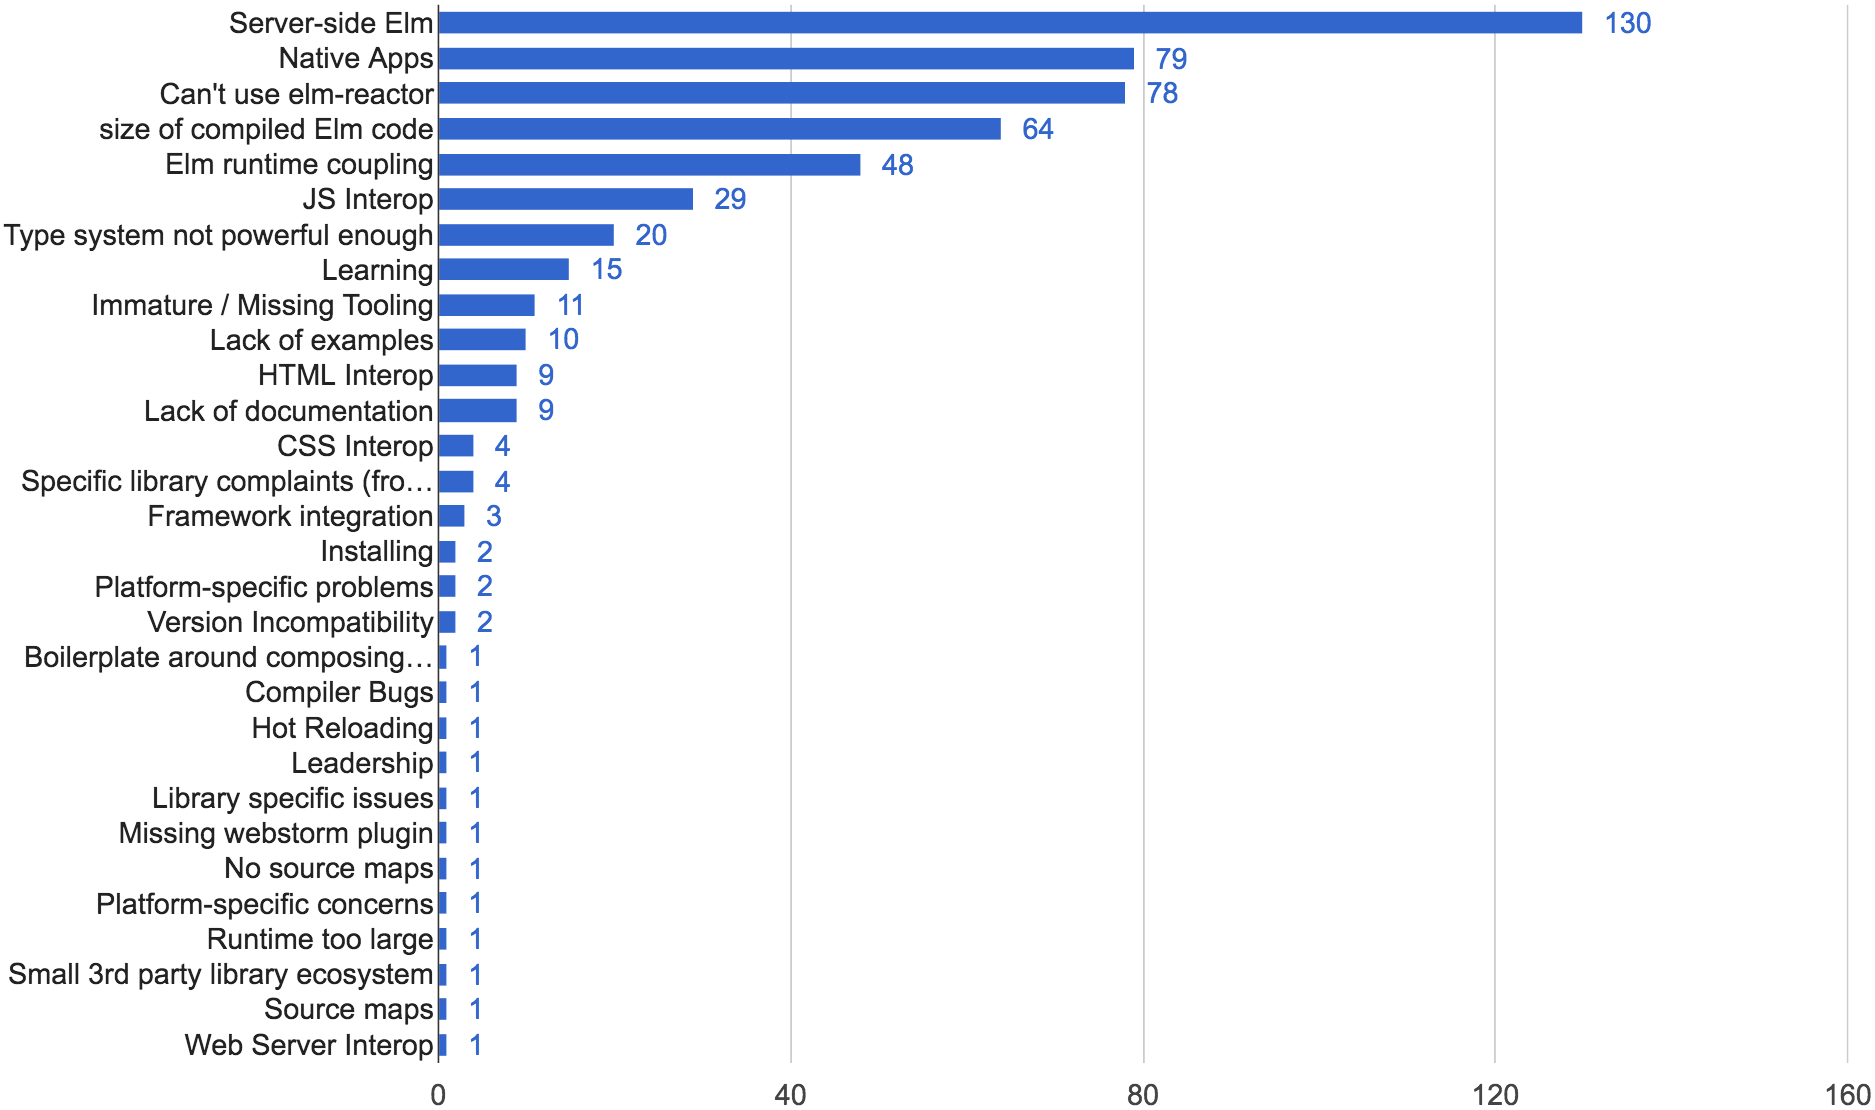 Server-side Elm 130
Native Apps 79
Can't use elm-reactor 78
size of compiled Elm code 64
Elm runtime coupling 48
JS Interop 29
Type system not powerful enough 20
Learning 15
Immature / Missing Tooling 11
Lack of examples 10
HTML Interop 9
Lack of documentation 9
CSS Interop 4
Specific library complaints (fro… 4
Framework integration 3
Installing 2
Platform-specific problems 2
Version Incompatibility 2
Boilerplate around composing… 1
Compiler Bugs 1
Hot Reloading 1
Leadership 1
Library specific issues 1
Missing webstorm plugin 1
No source maps 1
Platform-specific concerns 1
Runtime too large 1
Small 3rd party library ecosystem 1
Source maps 1
Web Server Interop 1
0 40 80 120 160